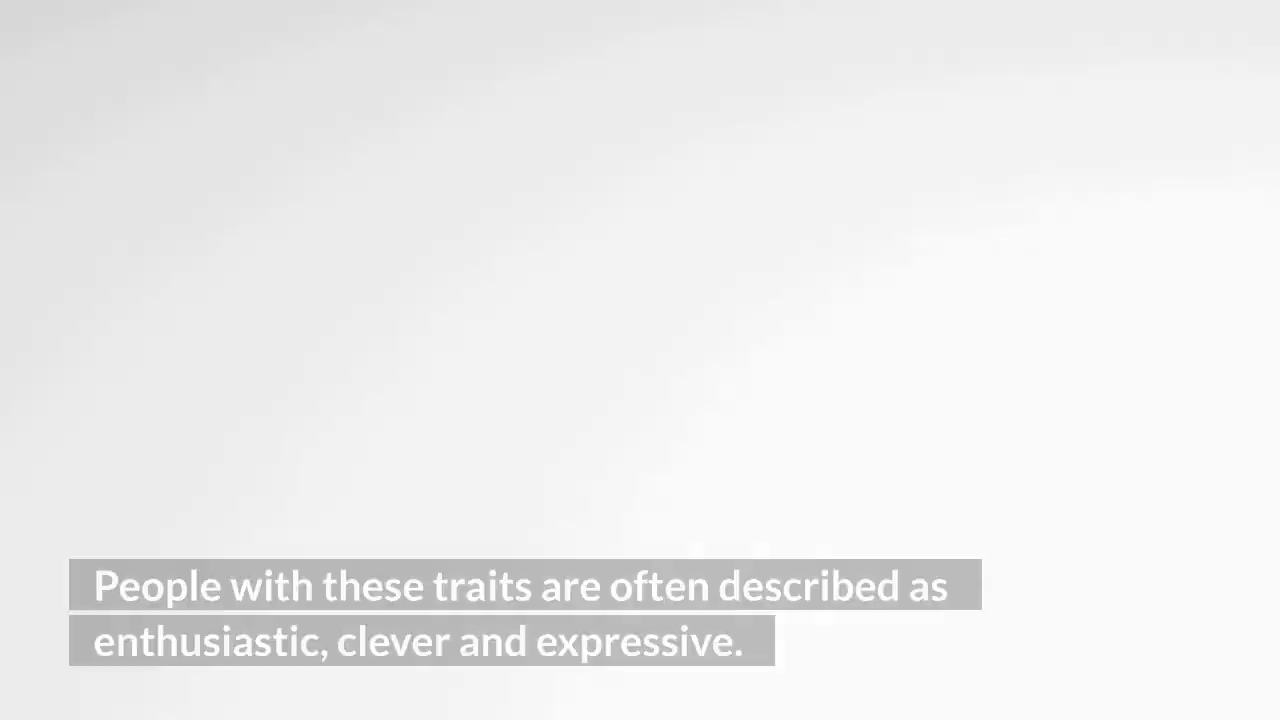 People with these traits are often described as
enthusiastic, clever and expressive.